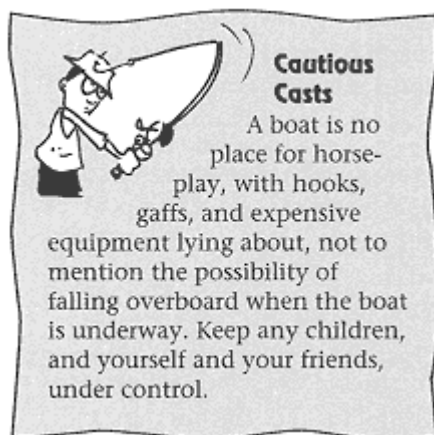 Cautious
Casts
A boat is no
place for horse-
play, with hooks,
gaffs, and expensive
equipment lying about, not to
mention the possibility of
falling overboard when the boat
is underway. Keep any children,
and yourself and your friends,
under control.